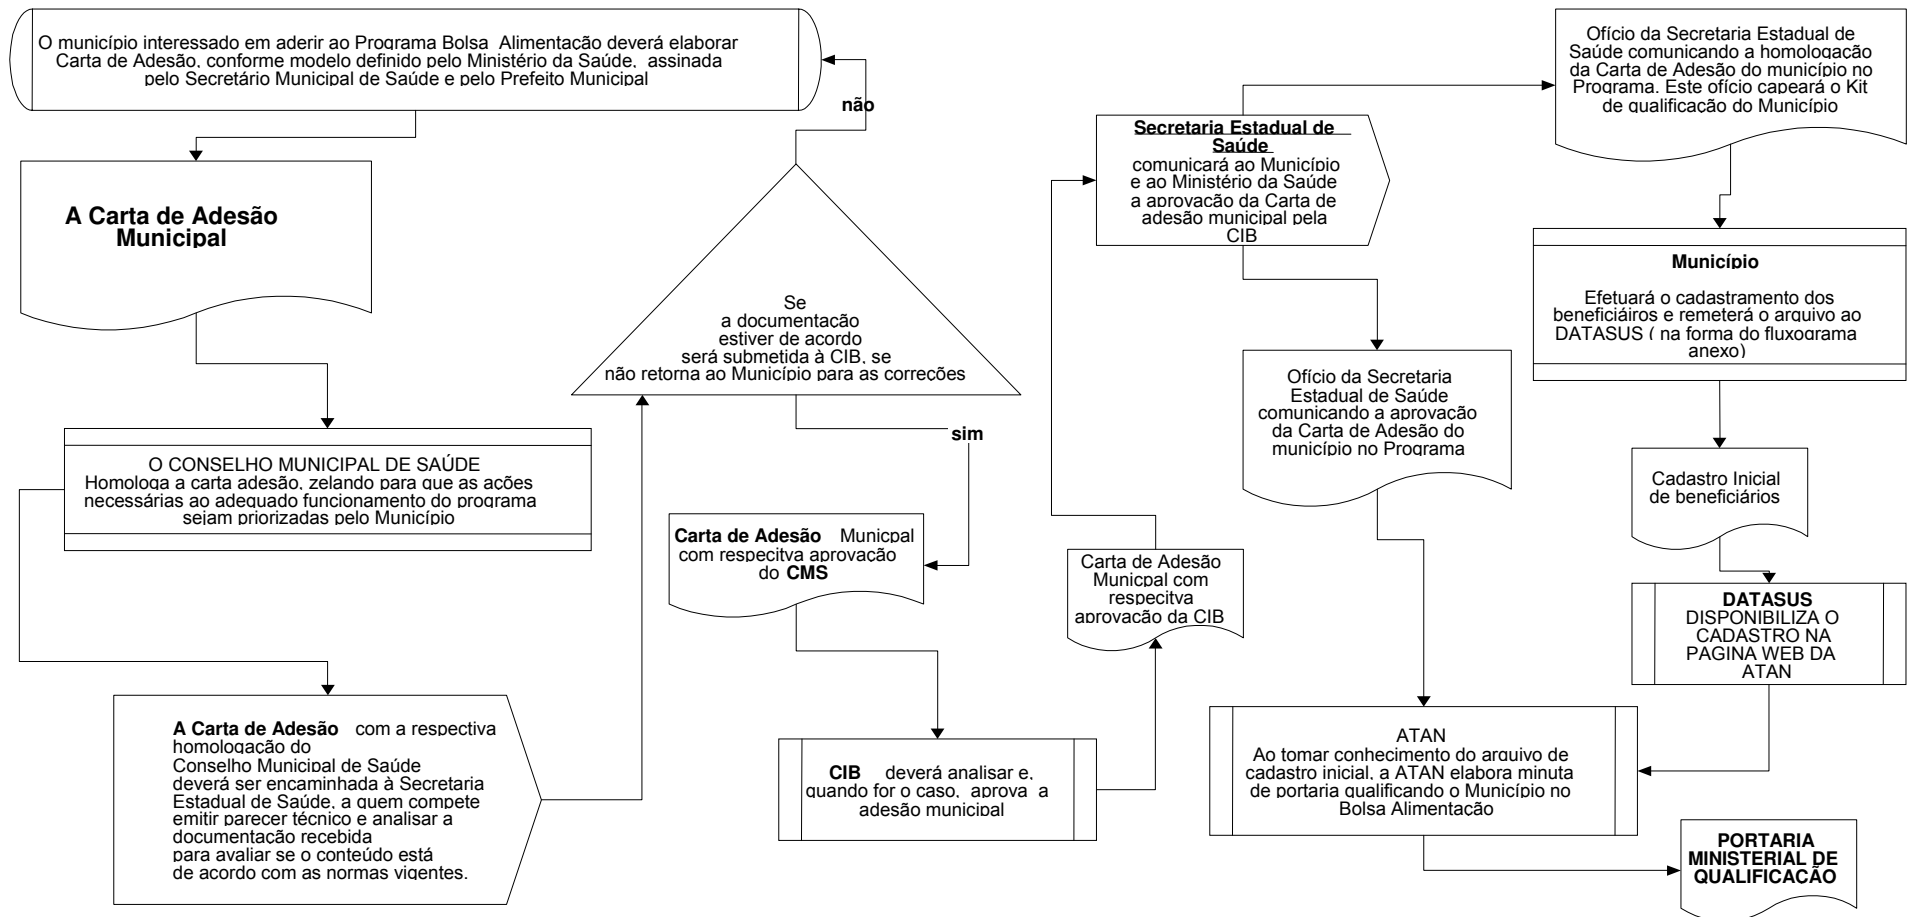 O município interessado em aderir ao Programa Bolsa Alimentação deverá elaborar
Carta de Adesão, conforme modelo definido pelo Ministério da Saúde, assinada
pelo Secretário Municipal de Saúde e pelo Prefeito Municipal
não
A Carta de Adesão
Municipal
O CONSELHO MUNICIPAL DE SAÚDE
Homologa a carta adesão, zelando para que as ações
necessárias ao adequado funcionamento do programa
sejam priorizadas pelo Município
A Carta de Adesão com a respectiva
homologação do
Conselho Municipal de Saúde
deverá ser encaminhada à Secretaria
Estadual de Saúde, a quem compete
emitir parecer técnico e analisar a
documentação recebida
para avaliar se o conteúdo está
de acordo com as normas vigentes.
Se
a documentação
estiver de acordo
será submetida à CIB, se
não retorna ao Município para as correções
sim
Carta de Adesão Municpal
com respecitva aprovação
do CMS
CIB deverá analisar e,
quando for o caso, aprova a
adesão municipal
Carta de Adesão
Municpal com
respecitva
aprovação da CIB
Secretaria Estadual de
Saúde
comunicará ao Município
e ao Ministério da Saúde
a aprovação da Carta de
adesão municipal pela
CIB
Ofício da Secretaria
Estadual de Saúde
comunicando a aprovação
da Carta de Adesão do
município no Programa
Ofício da Secretaria Estadual de
Saúde comunicando a homologação
da Carta de Adesão do município no
Programa. Este ofício capeará o Kit
de qualificação do Município
Município
Efetuará o cadastramento dos
beneficiáiros e remeterá o arquivo ao
DATASUS ( na forma do fluxograma
anexo)
Cadastro Inicial
de beneficiários
DATASUS
DISPONIBILIZA O
CADASTRO NA
PAGINA WEB DA
ATAN
ATAN
Ao tomar conhecimento do arquivo de
cadastro inicial, a ATAN elabora minuta
de portaria qualificando o Município no
Bolsa Alimentação
PORTARIA
MINISTERIAL DE
QUALIFICAÇÃO